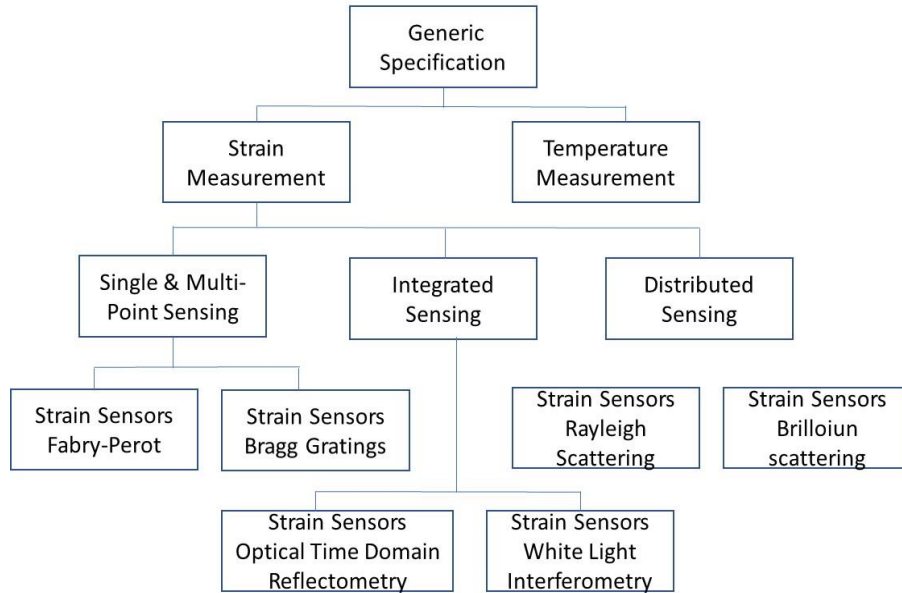 Generic
Specification
Strain
Measurement
Temperature
Measurement
Single & Multi-
Point Sensing
Integrated
Sensing
Distributed
Sensing
Strain Sensors
Fabry-Perot
Strain Sensors
Bragg Gratings
Strain Sensors
Rayleigh
Scattering
Strain Sensors
Brilloiun
scattering
Strain Sensors
Optical Time Domain
Reflectometry
Strain Sensors
White Light
Interferometry